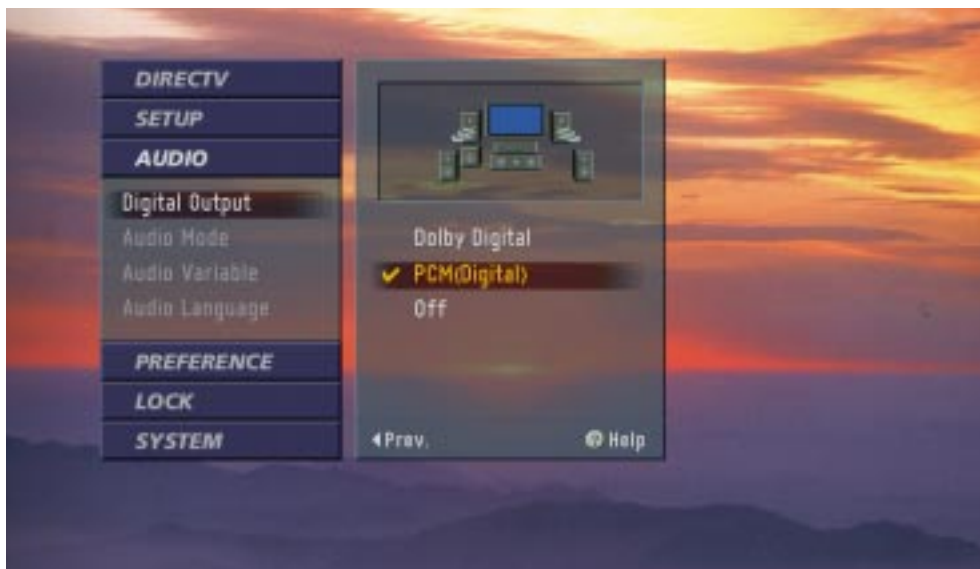 DIRECTV
SETUP
AUDIO
Digital Output
Audio Mode
Audio Variable
Audio Language
PREFERENCE
LOCK
SYSTEM
Dolby Digital
PCM(Digital)
Off
Prev.
Help